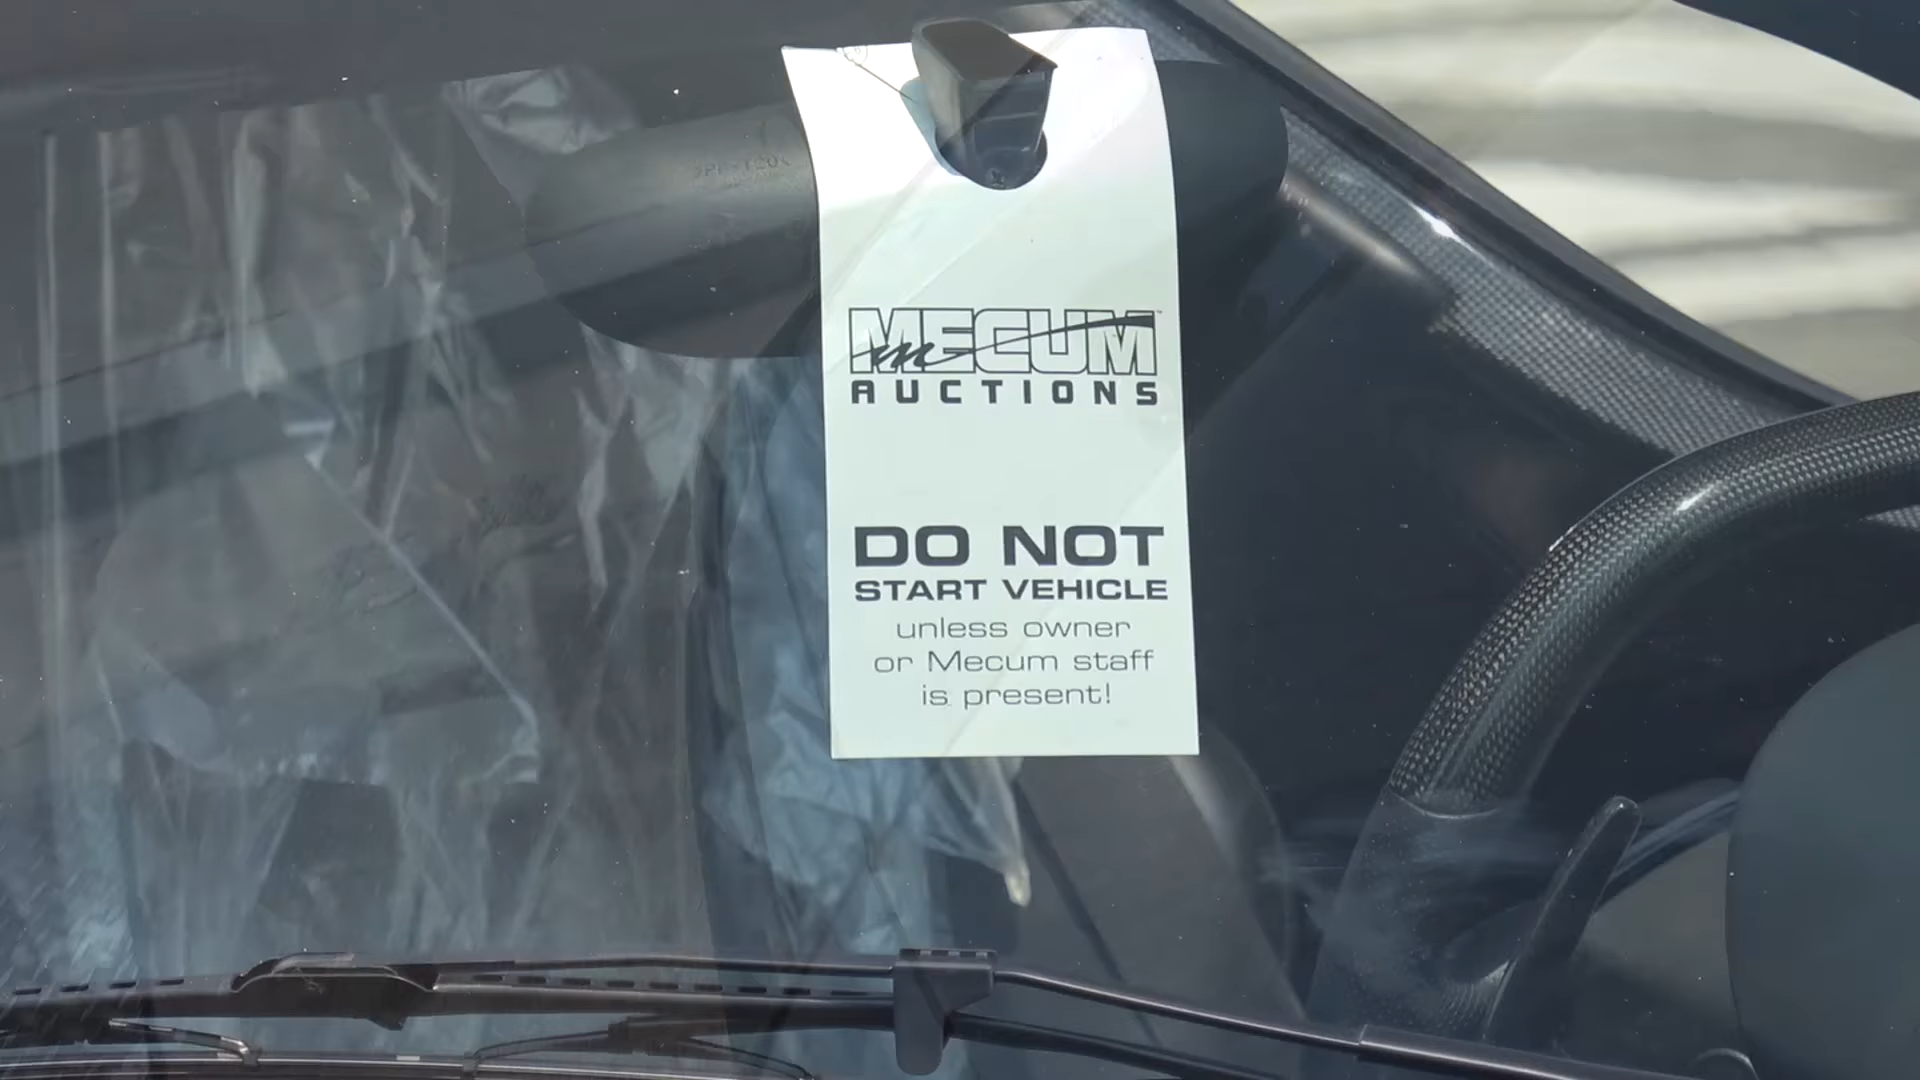 MECUM
AUCTIONS
DO NOT
START VEHICLE
unless owner
or Mecum staff
is present!